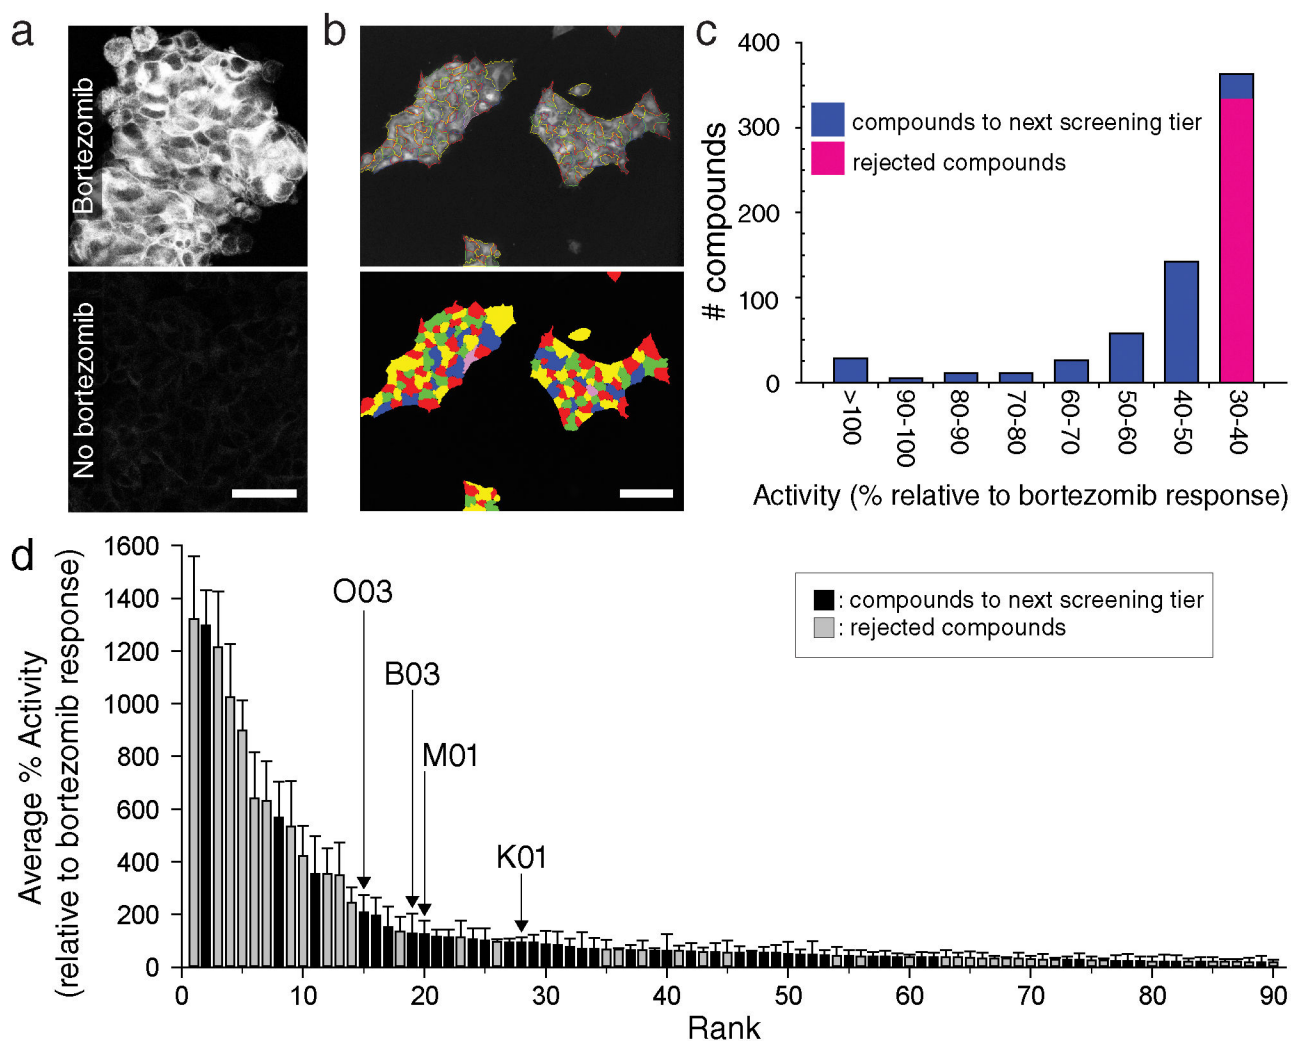 a
Bortezomib
No bortezomib
b
c
400
300
200
100
0
# compounds
compounds to next screening tier
rejected compounds
>100
90-100
80-90
70-80
60-70
50-60
40-50
30-40
Activity (% relative to bortezomib response)
d
1600
1400
1200
1000
800
600
400
200
0
Average % Activity
(relative to bortezomib response)
O03
B03
M01
K01
: compounds to next screening tier
: rejected compounds
0 10 20 30 40 50 60 70 80 90
Rank